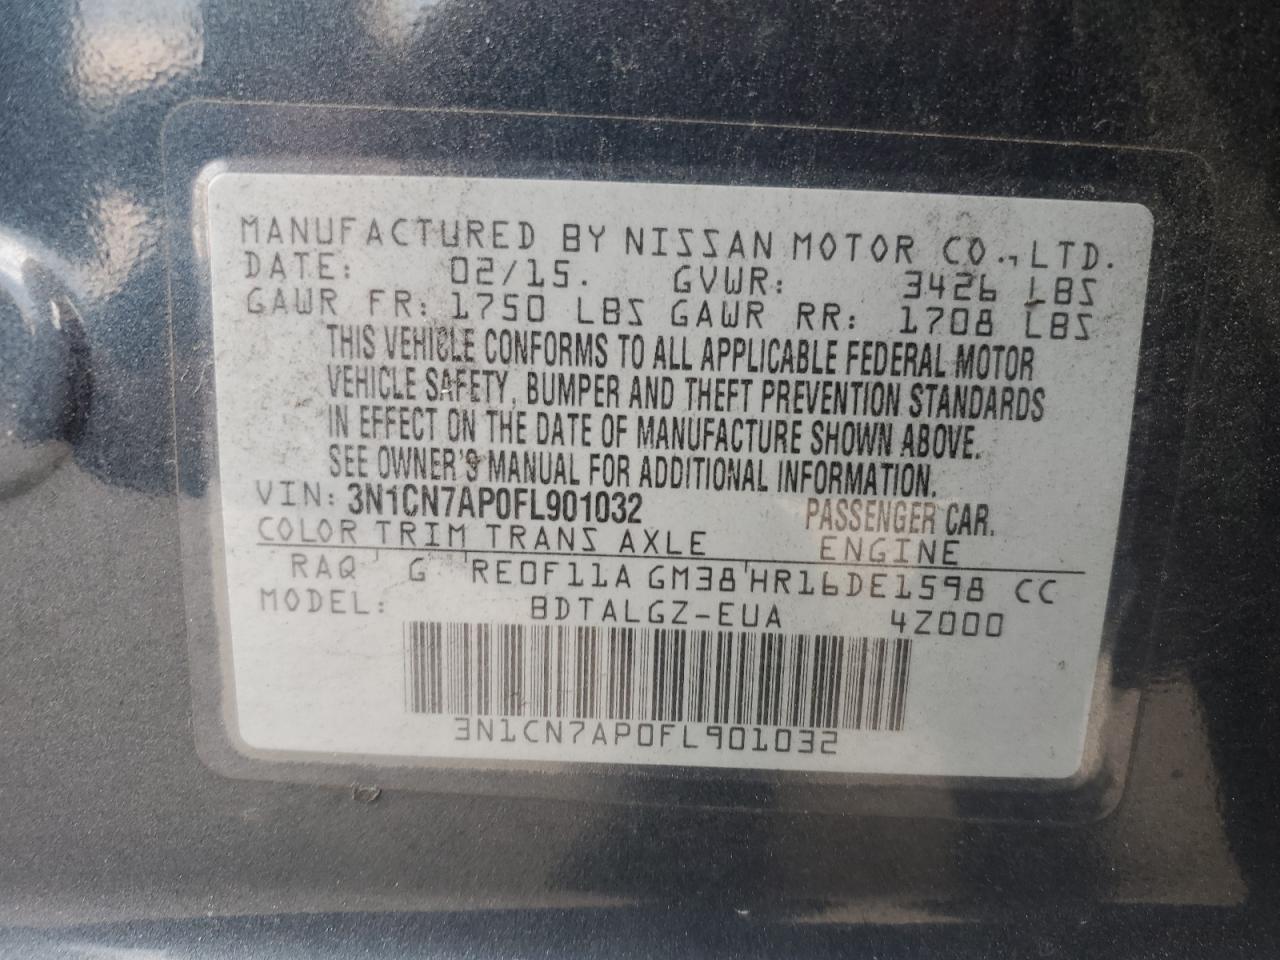 MANUFACTURED BY NISSAN MOTOR CO., LTD.
DATE: 02/15. GVWR: 3426 LBS
GAWR FR: 1750 LBS GAWR RR: 1708 LBS
THIS VEHICLE CONFORMS TO ALL APPLICABLE FEDERAL MOTOR
VEHICLE SAFETY, BUMPER AND THEFT PREVENTION STANDARDS
IN EFFECT ON THE DATE OF MANUFACTURE SHOWN ABOVE.
SEE OWNER'S MANUAL FOR ADDITIONAL INFORMATION.
VIN: 3N1CN7AP0FL901032 PASSENGER CAR.
COLOR TRIM TRANS AXLE ENGINE
RAQ G RE0F11A GM38 HR16DE1598 CC
MODEL: BDTALGZ-EUA 4Z000
3N1CN7AP0FL901032